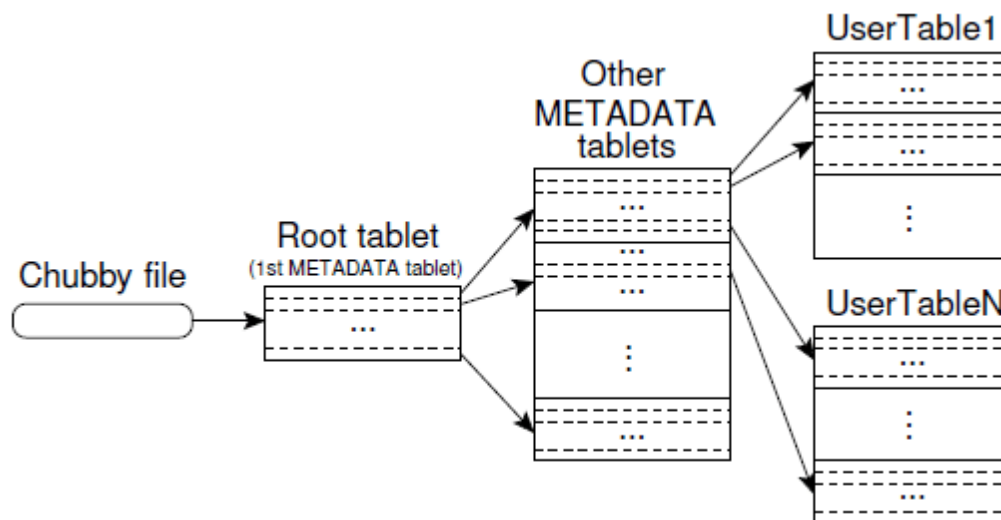 Chubby file
Root tablet
(1st METADATA tablet)
...
Other
METADATA
tablets
...
...
...
⋮
...
UserTable1
...
...
⋮
UserTableN
...
⋮
...